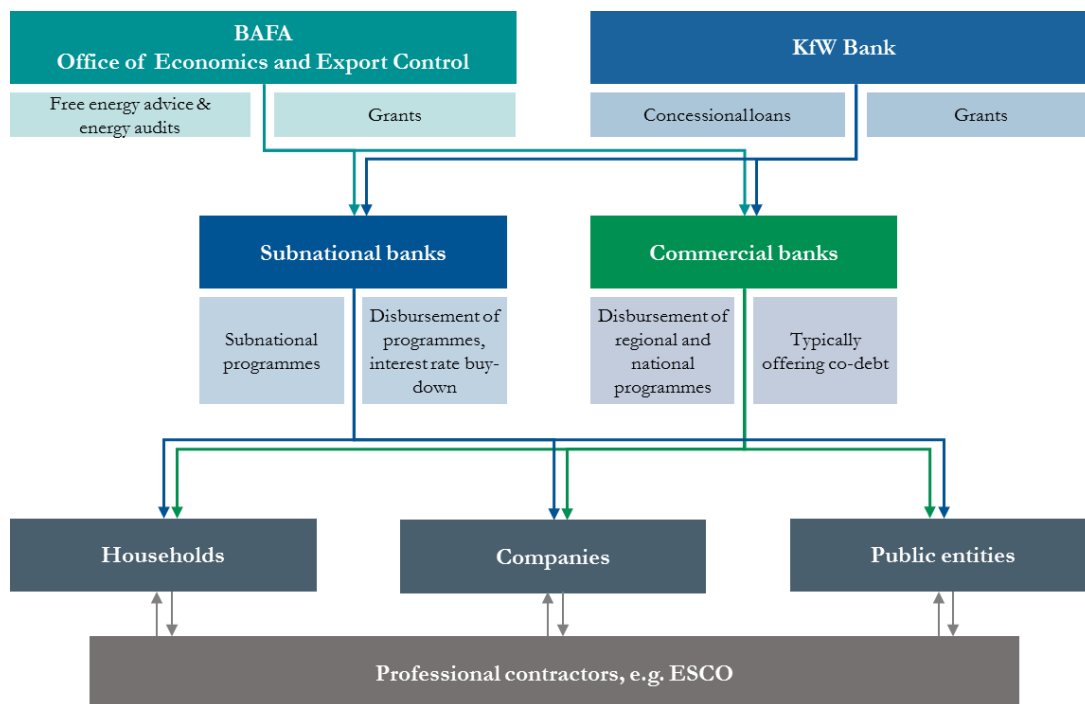 BAFA
Office of Economics and Export Control
KfW Bank
Free energy advice &
energy audits
Grants
Concessional loans
Grants
Subnational banks
Commercial banks
Subnational
programmes
Disbursement of
programmes,
interest rate buy-
down
Disbursement of
regional and
national
programmes
Typically
offering co-debt
Households
Companies
Public entities
Professional contractors, e.g. ESCO